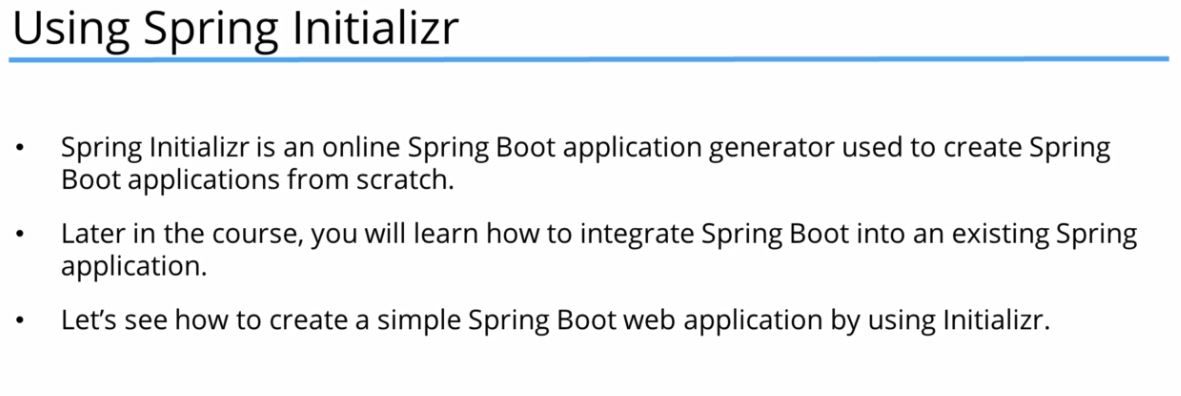 Using Spring Initializr
• Spring Initializr is an online Spring Boot application generator used to create Spring
Boot applications from scratch.
• Later in the course, you will learn how to integrate Spring Boot into an existing Spring
application.
• Let’s see how to create a simple Spring Boot web application by using Initializr.